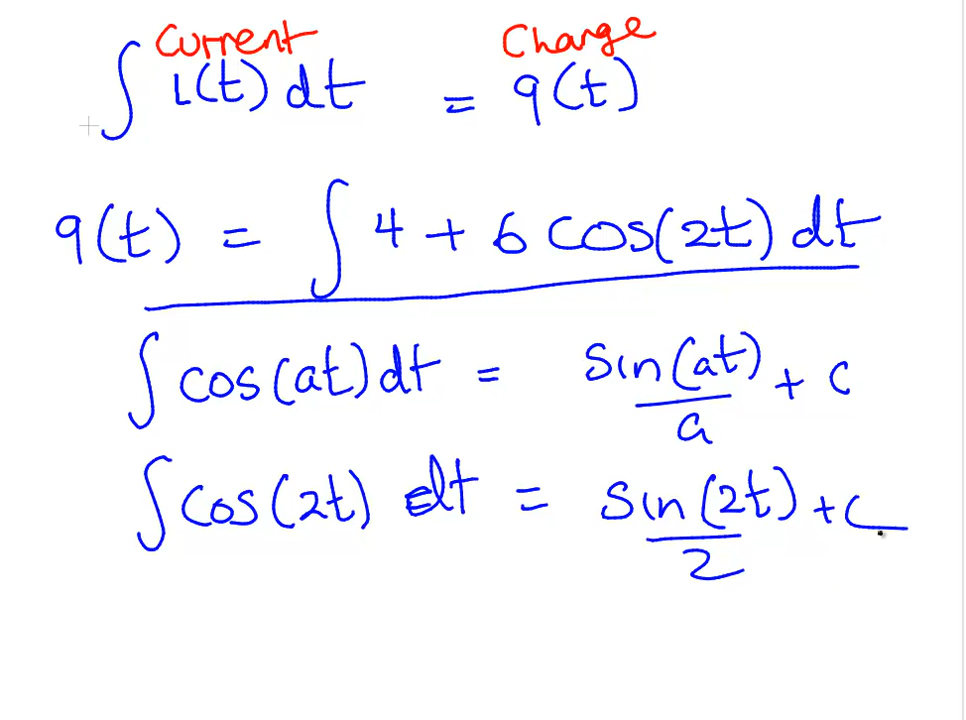 Current Charge
∫ i(t) dt = q(t)
q(t) = ∫ 4 + 6 cos(2t) dt
∫ cos(at) dt = sin(at)/a + c
∫ cos(2t) dt = sin(2t)/2 + c